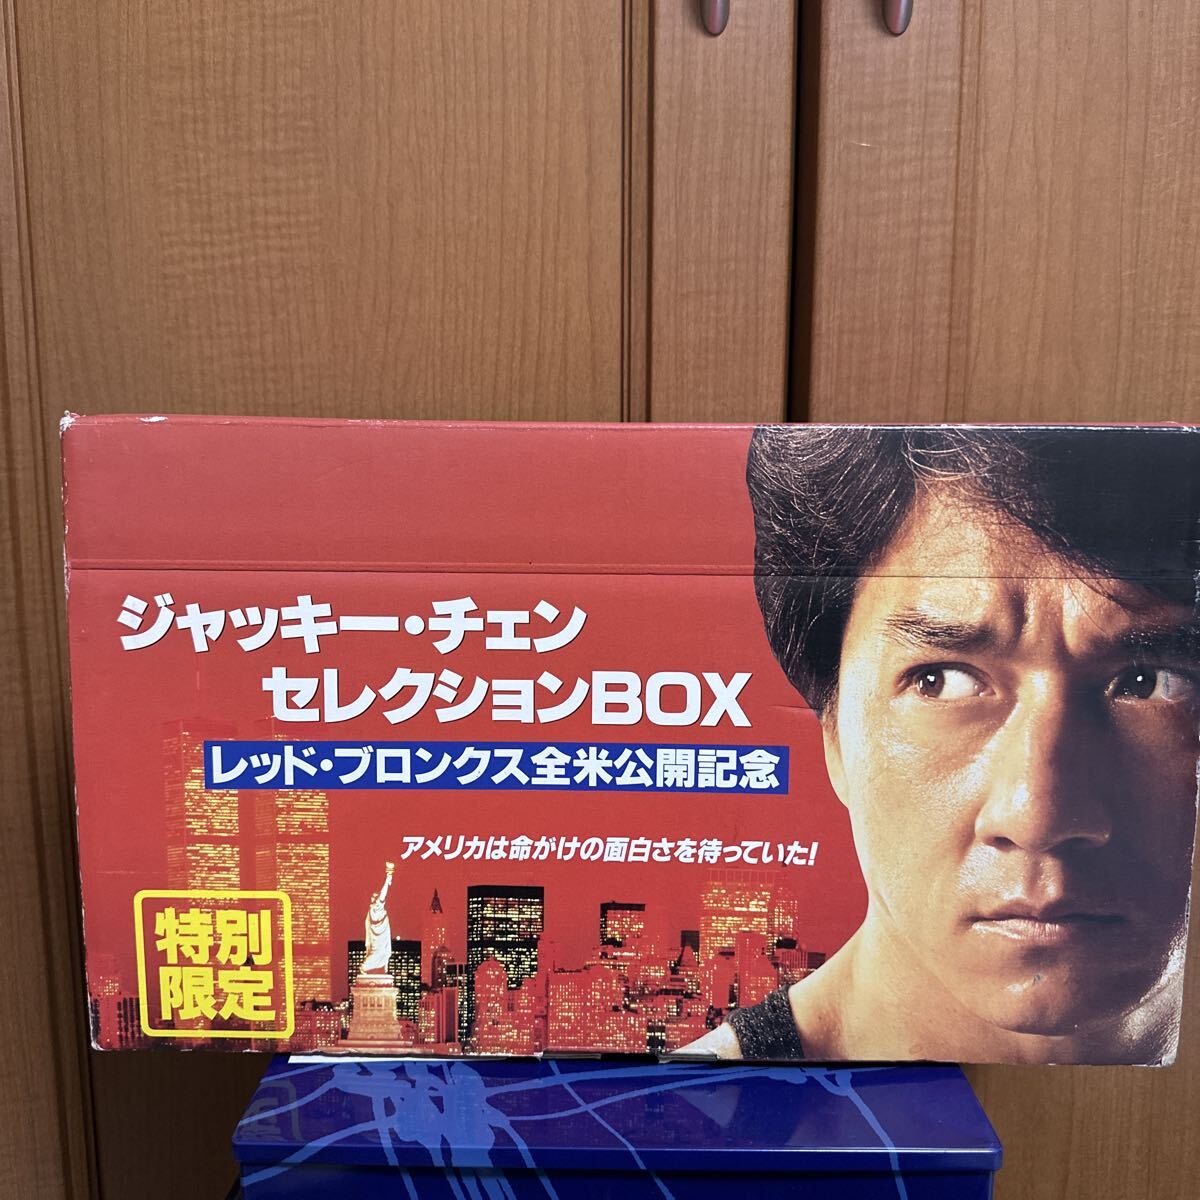 ジャッキー・チェン
セレクションBOX
レッド・ブロンクス全米公開記念
アメリカは命がけの面白さを待っていた!
特別
限定